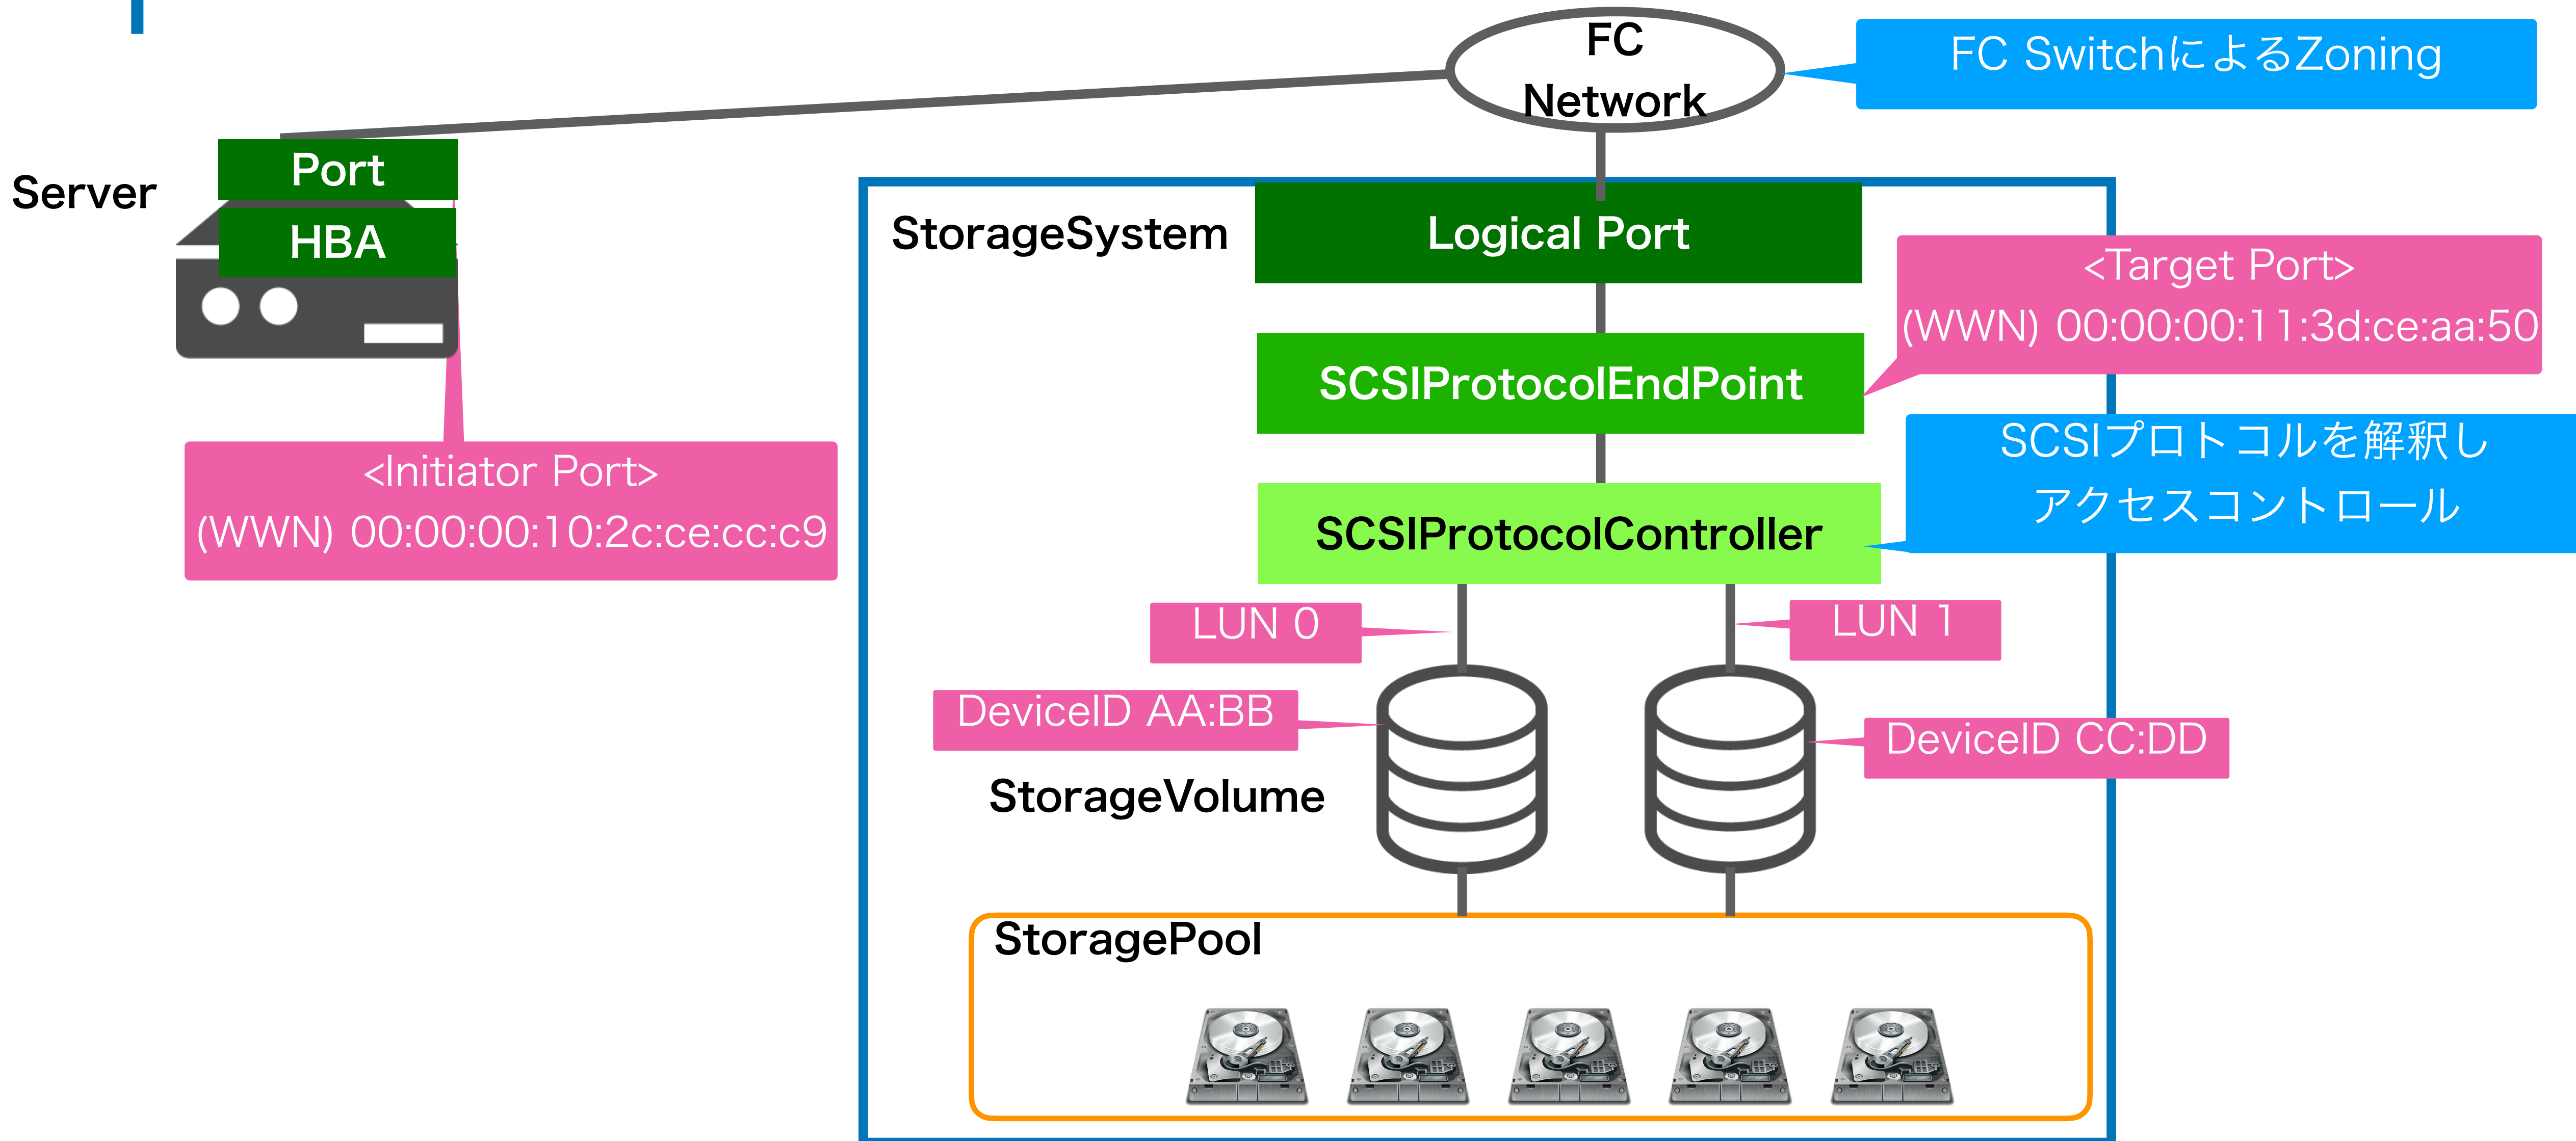 FC
Network
FC SwitchによるZoning
Server
Port
HBA
StorageSystem
Logical Port
<Target Port>
(WWN) 00:00:00:11:3d:ce:aa:50
SCSIProtocolEndPoint
<Initiator Port>
(WWN) 00:00:00:10:2c:ce:cc:c9
SCSIプロトコルを解釈し
アクセスコントロール
SCSIProtocolController
LUN 0
LUN 1
DeviceID AA:BB
DeviceID CC:DD
StorageVolume
StoragePool